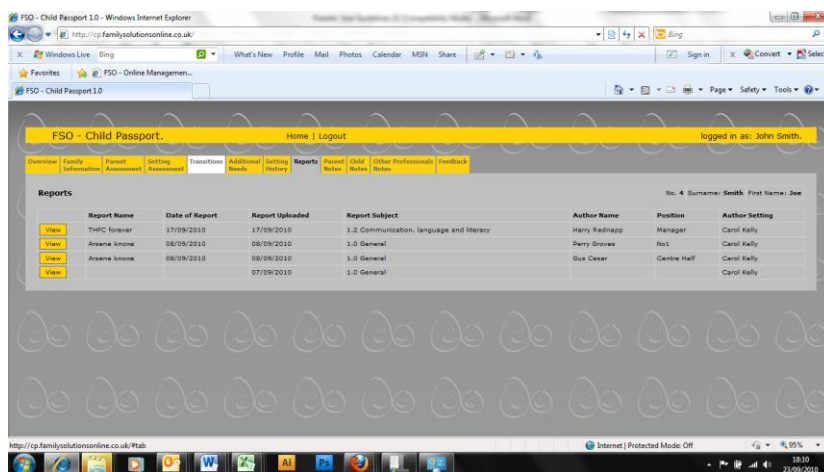 FSO - Child Passport 1.0 - Windows Internet Explorer
http://cp.familysolutionsonline.co.uk/ Bing
Windows Live Bing What's New Profile Mail Photos Calendar MSN Share Sign in Convert Selec
Favorites FSO - Online Managemen...
FSO - Child Passport 1.0 Page Safety Tools
FSO - Child Passport. Home | Logout logged in as: John Smith.
Overview Family Information Parent Assessment Setting Assessment Transitions Additional Needs Setting History Reports Parent Notes Child Notes Other Professionals Notes Feedback
Reports No. 4 Surname: Smith First Name: Joe
Report Name Date of Report Report Uploaded Report Subject Author Name Position Author Setting
View THFC forever 17/09/2010 17/09/2010 1.2 Communication, language and literacy Harry Rednapp Manager Carol Kelly
View Arsene knows 08/09/2010 08/09/2010 1.0 General Perry Groves No1 Carol Kelly
View Arsene knows 08/09/2010 08/09/2010 1.0 General Gus Cesar Centre Half Carol Kelly
View 07/09/2010 1.0 General Carol Kelly
http://cp.familysolutionsonline.co.uk/#tab Internet | Protected Mode: Off 95%
18:10
23/09/2010